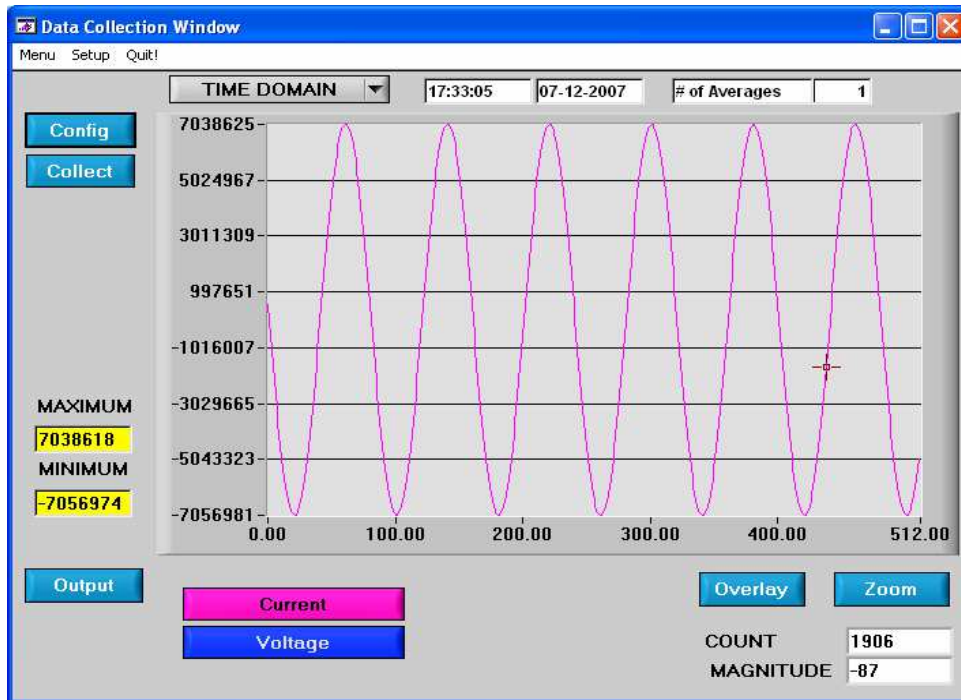 Data Collection Window
Menu Setup Quit!
TIME DOMAIN 17:33:05 07-12-2007 # of Averages 1
Config
Collect
7038625
5024967
3011309
997651
-1016007
-3029665
-5043323
-7056981
MAXIMUM
7038618
MINIMUM
-7056974
0.00 100.00 200.00 300.00 400.00 512.00
Output
Current
Voltage
Overlay Zoom
COUNT 1906
MAGNITUDE -87